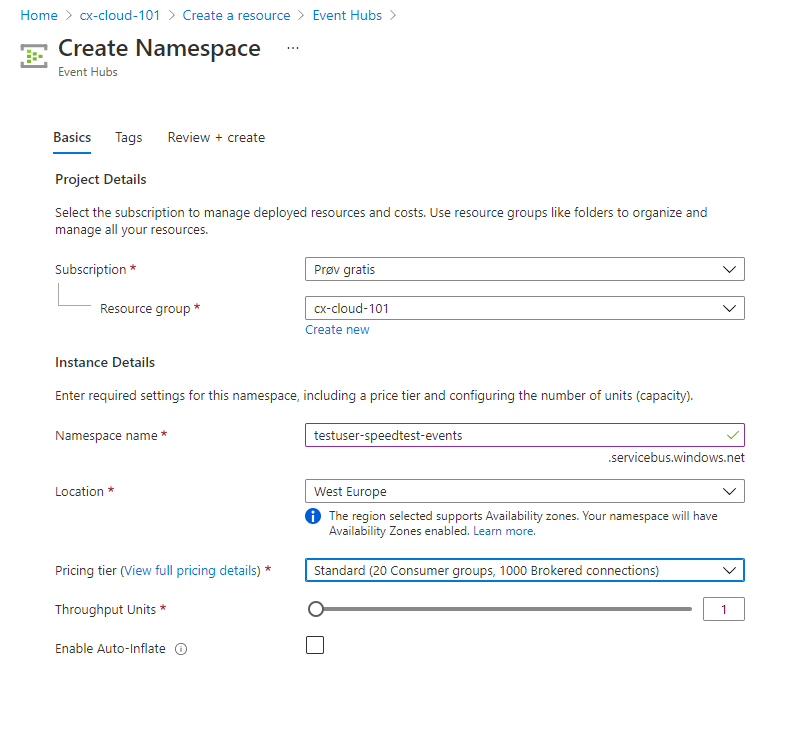 Home > cx-cloud-101 > Create a resource > Event Hubs >
Create Namespace ...
Event Hubs
Basics Tags Review + create
Project Details
Select the subscription to manage deployed resources and costs. Use resource groups like folders to organize and
manage all your resources.
Subscription * Prøv gratis
Resource group * cx-cloud-101
Create new
Instance Details
Enter required settings for this namespace, including a price tier and configuring the number of units (capacity).
Namespace name * testuser-speedtest-events
.servicebus.windows.net
Location * West Europe
The region selected supports Availability zones. Your namespace will have
Availability Zones enabled. Learn more.
Pricing tier (View full pricing details) * Standard (20 Consumer groups, 1000 Brokered connections)
Throughput Units * 1
Enable Auto-Inflate